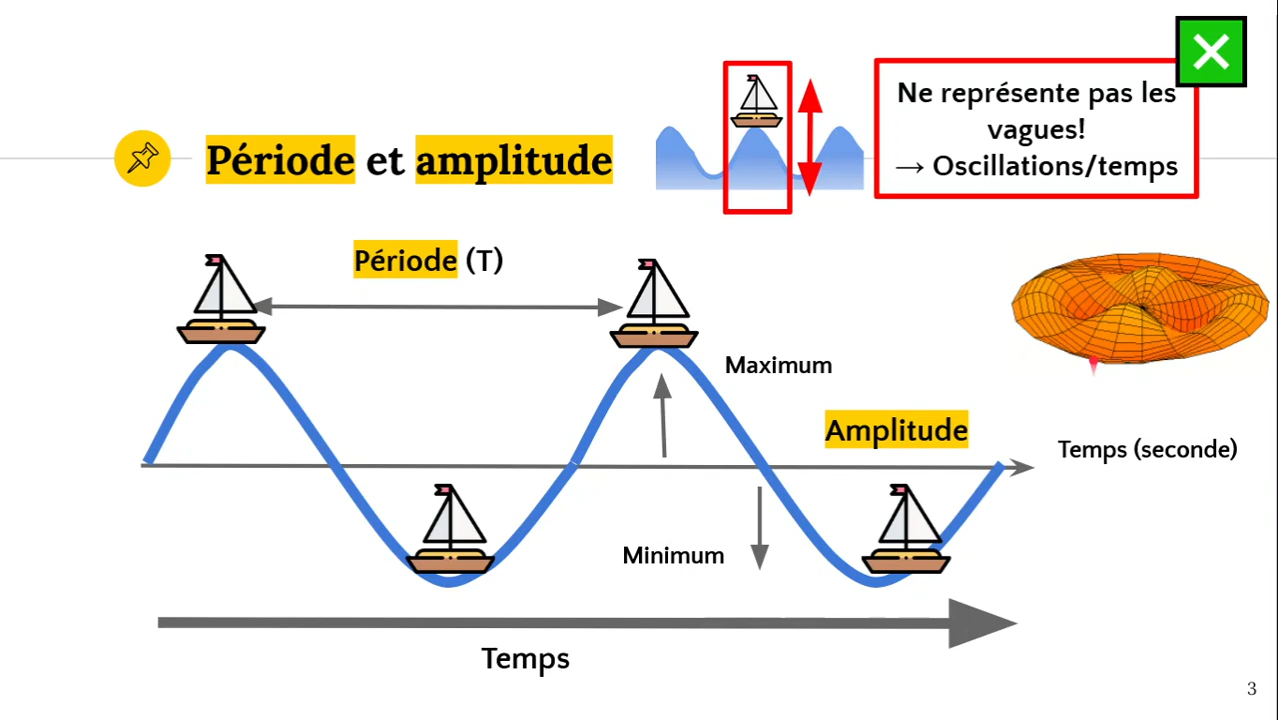 Ne représente pas les
vagues!
→ Oscillations/temps
Période et amplitude
Période (T)
Maximum
Amplitude
Temps (seconde)
Minimum
Temps
3